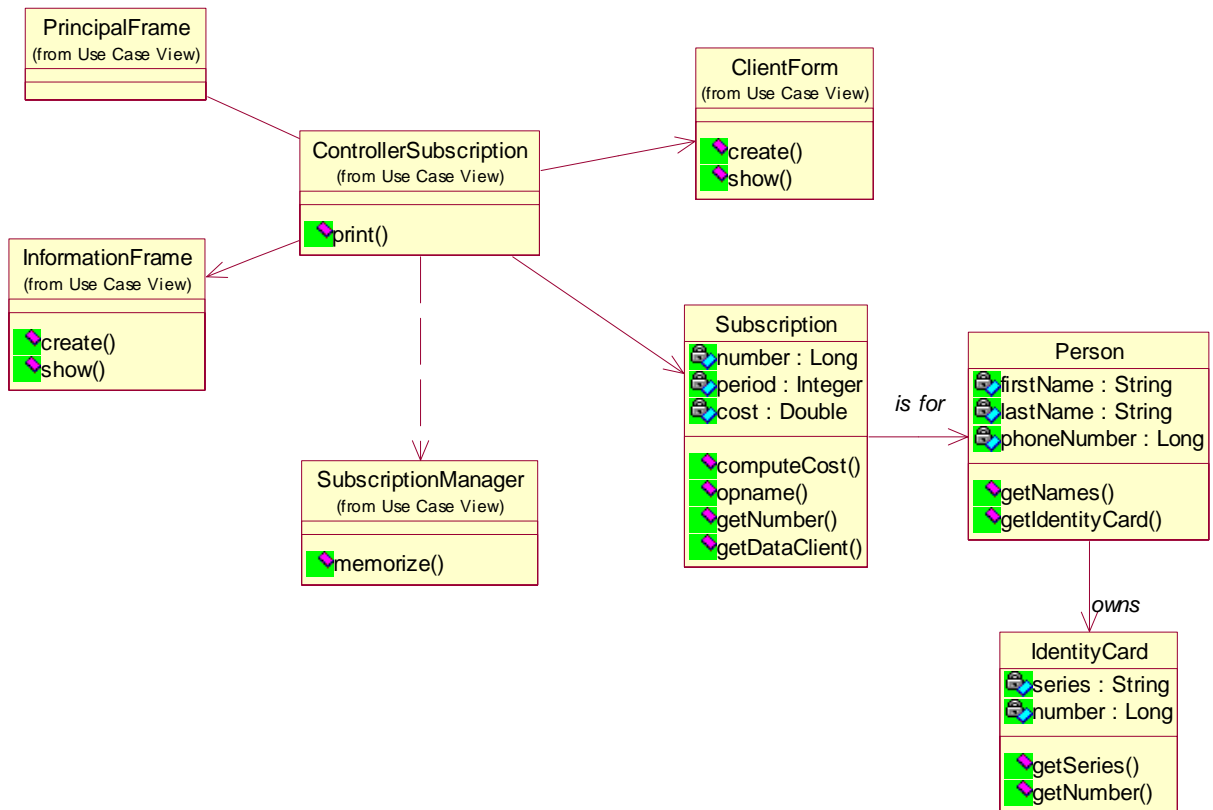 PrincipalFrame
(from Use Case View)
ClientForm
(from Use Case View)
create()
show()
ControllerSubscription
(from Use Case View)
print()
InformationFrame
(from Use Case View)
create()
show()
Subscription
number : Long
period : Integer
cost : Double
computeCost()
opname()
getNumber()
getDataClient()
is for
Person
firstName : String
lastName : String
phoneNumber : Long
getNames()
getIdentityCard()
SubscriptionManager
(from Use Case View)
memorize()
owns
IdentityCard
series : String
number : Long
getSeries()
getNumber()